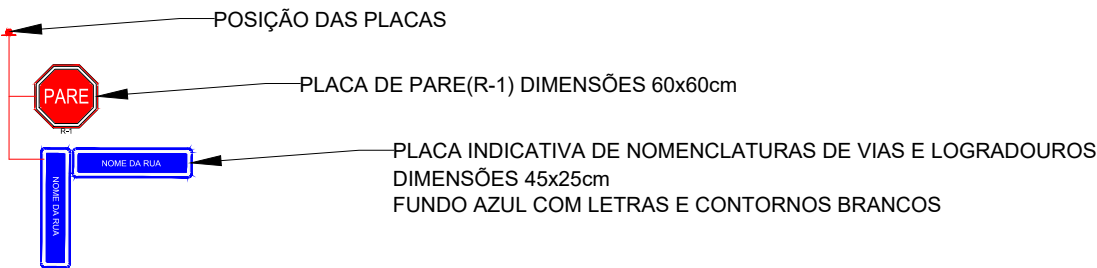 POSIÇÃO DAS PLACAS
PARE
PLACA DE PARE(R-1) DIMENSÕES 60x60cm
R-1
NOME DA RUA
NOME DA RUA
PLACA INDICATIVA DE NOMENCLATURAS DE VIAS E LOGRADOUROS
DIMENSÕES 45x25cm
FUNDO AZUL COM LETRAS E CONTORNOS BRANCOS